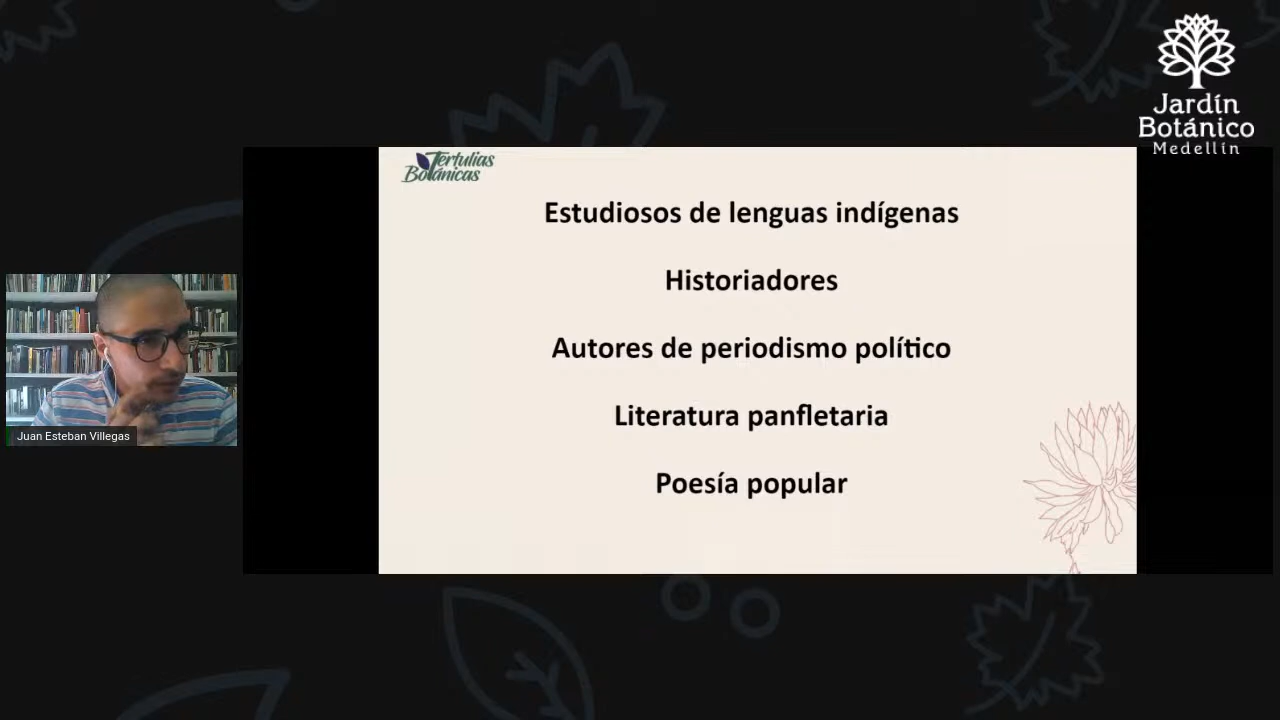 Jardín
Botánico
Medellín
Tertulias
Botánicas
Estudiosos de lenguas indígenas
Historiadores
Autores de periodismo político
Literatura panfletaria
Poesía popular
Juan Esteban Villegas